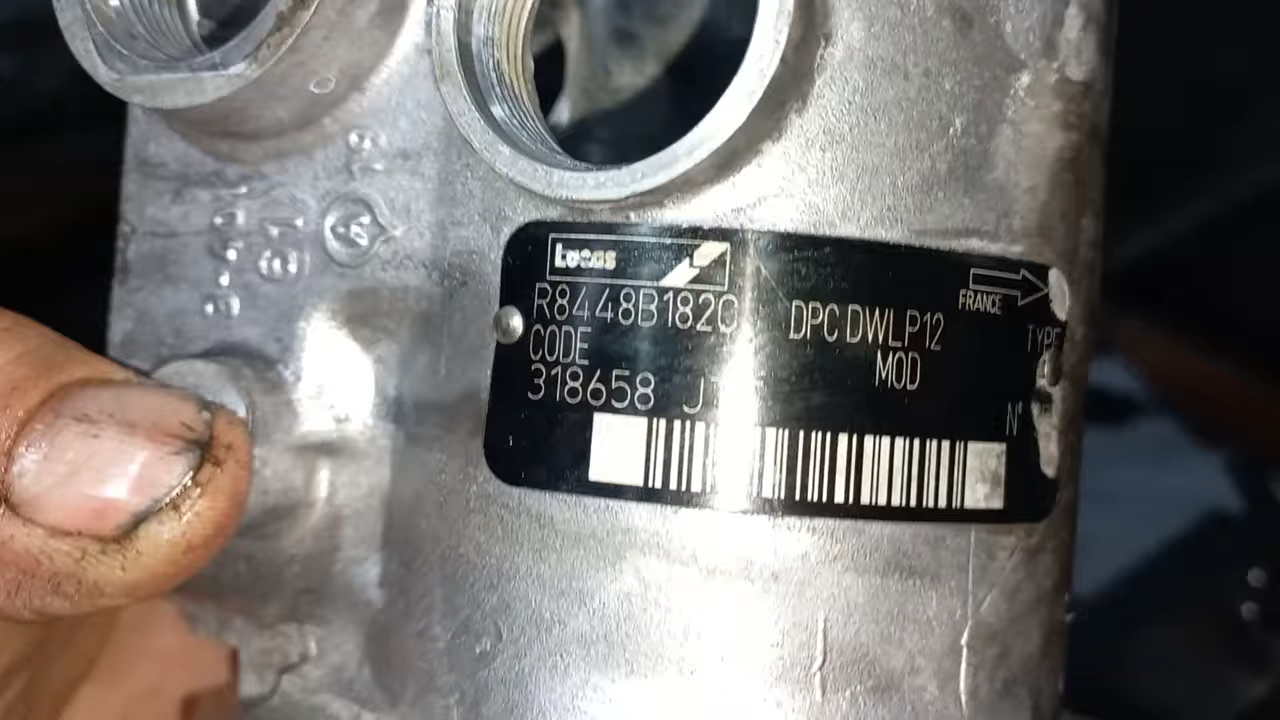 Lucas
FRANCE
R8448B182C DPC DWLP12 TYPE
CODE MOD
318658 N°